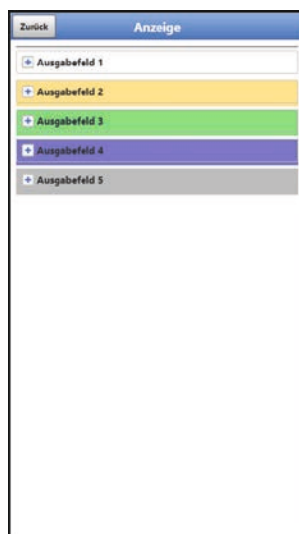 Zurück
Anzeige
+ Ausgabefeld 1
+ Ausgabefeld 2
+ Ausgabefeld 3
+ Ausgabefeld 4
+ Ausgabefeld 5